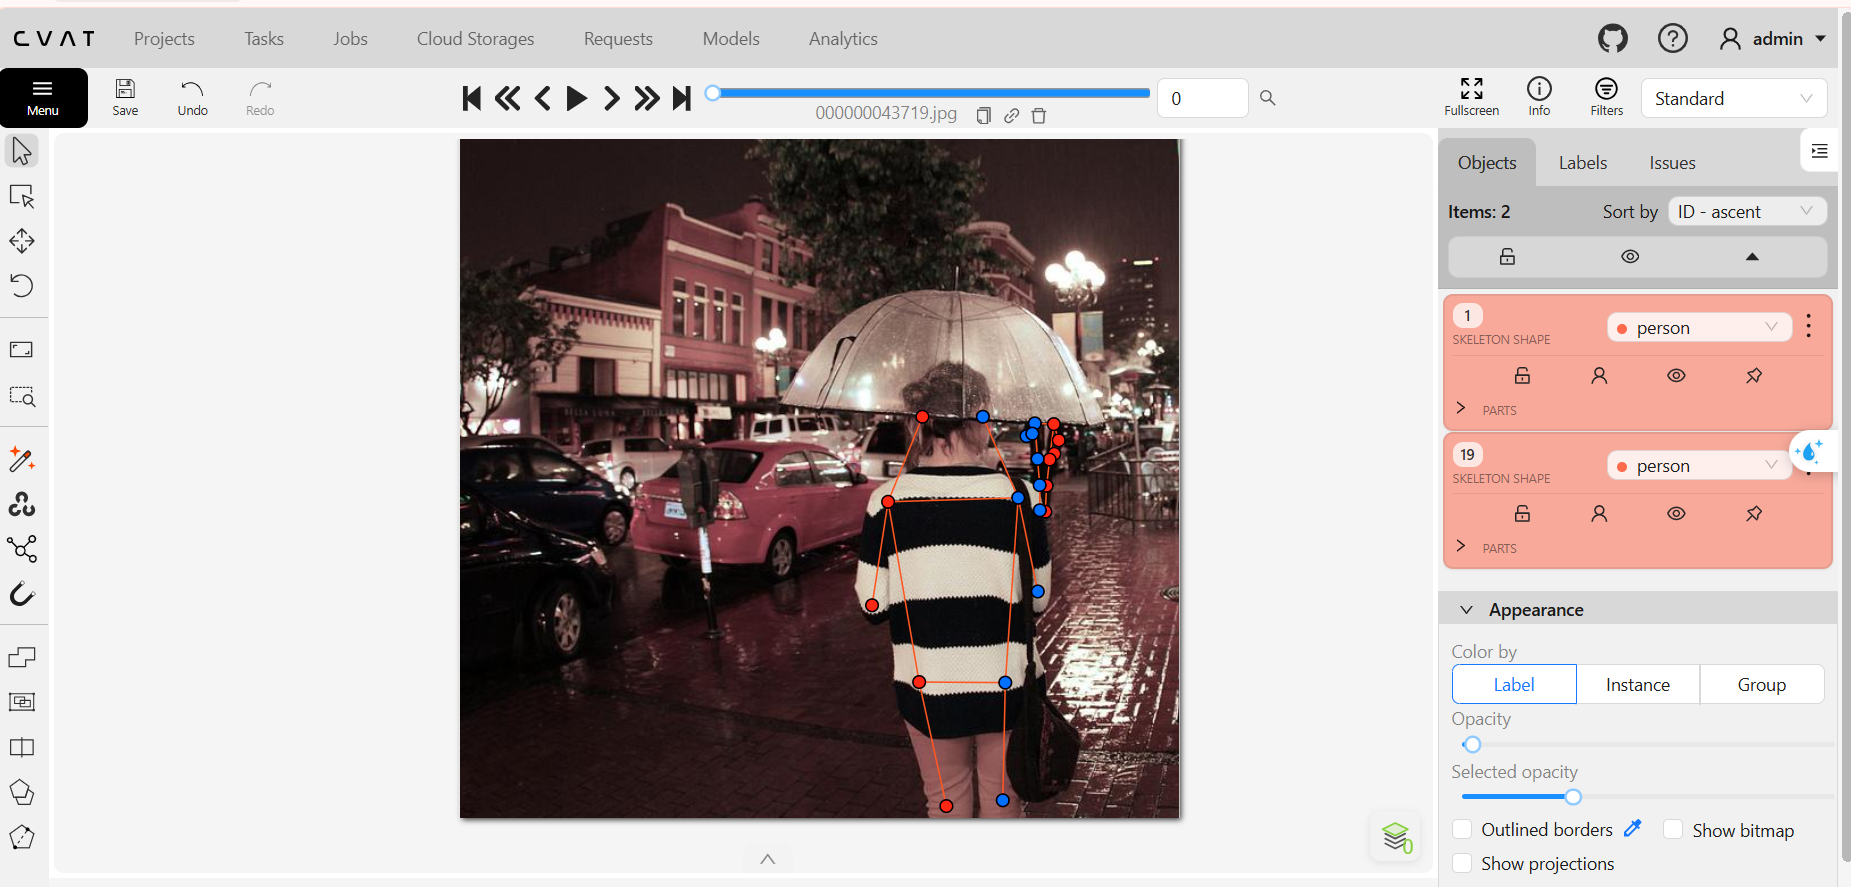 CVAT Projects Tasks Jobs Cloud Storages Requests Models Analytics admin
Menu Save Undo Redo 000000043719.jpg 0 Fullscreen Info Filters Standard
Objects Labels Issues
Items: 2 Sort by ID - ascent
1 person
SKELETON SHAPE
PARTS
19 person
SKELETON SHAPE
PARTS
Appearance
Color by
Label Instance Group
Opacity
Selected opacity
Outlined borders Show bitmap
Show projections
0